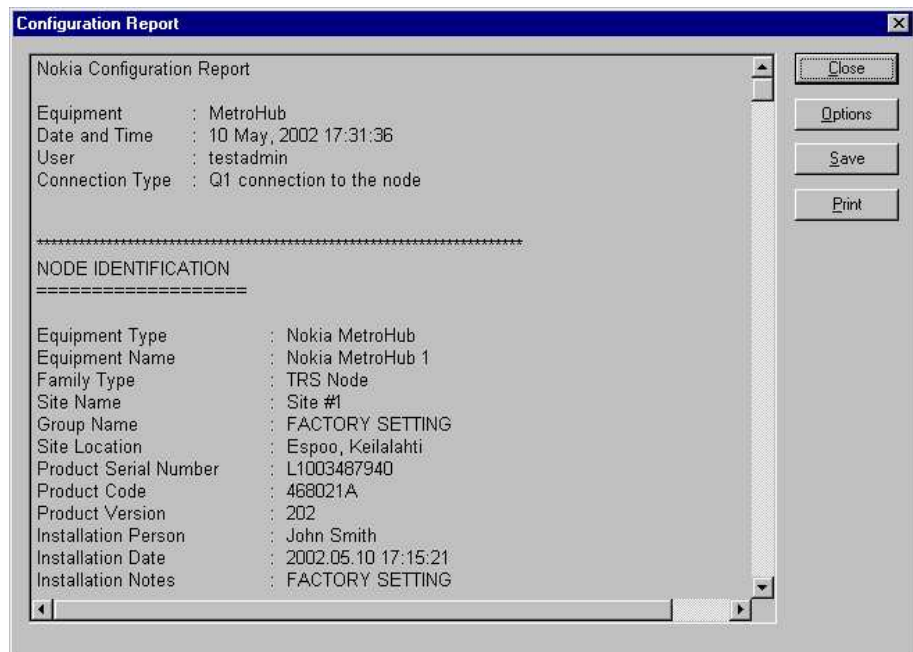 Configuration Report
Nokia Configuration Report
Equipment : MetroHub
Date and Time : 10 May, 2002 17:31:36
User : testadmin
Connection Type : Q1 connection to the node
**********************************************************************
NODE IDENTIFICATION
===================
Equipment Type : Nokia MetroHub
Equipment Name : Nokia MetroHub 1
Family Type : TRS Node
Site Name : Site #1
Group Name : FACTORY SETTING
Site Location : Espoo, Keilalahti
Product Serial Number : L1003487940
Product Code : 468021A
Product Version : 202
Installation Person : John Smith
Installation Date : 2002.05.10 17:15:21
Installation Notes : FACTORY SETTING
Close
Options
Save
Print